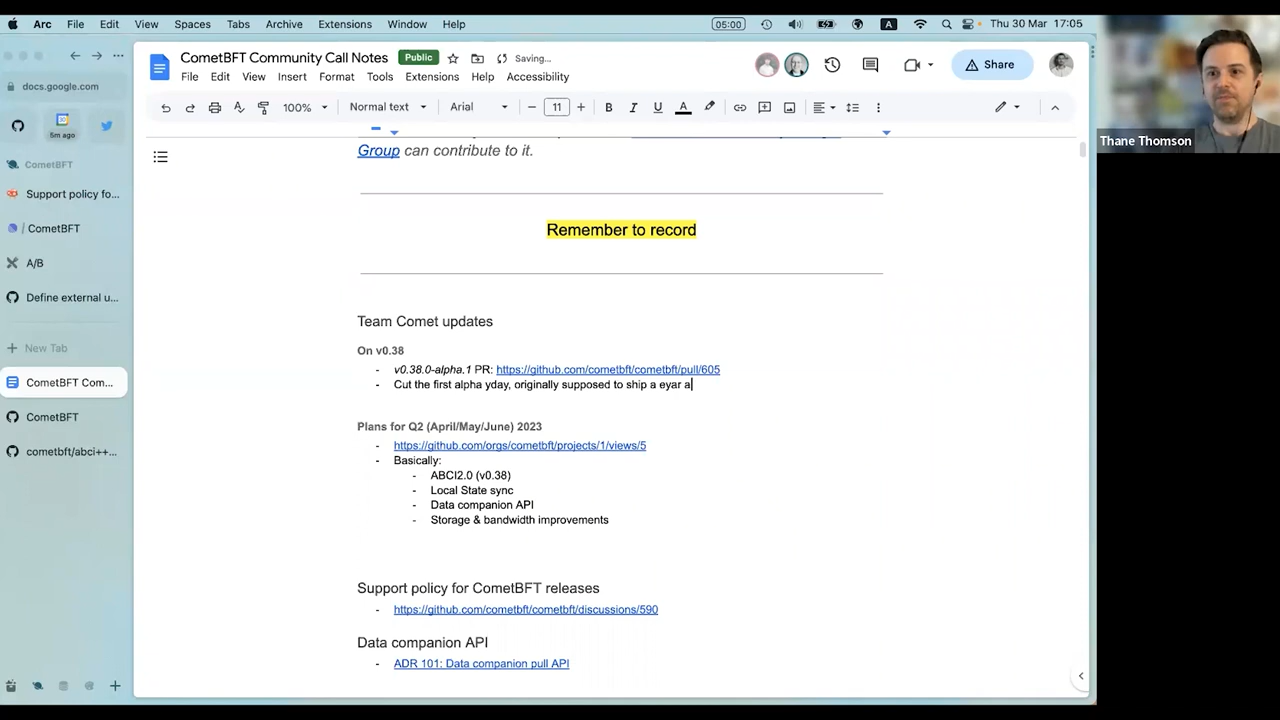 Arc File Edit View Spaces Tabs Archive Extensions Window Help 05:00 A Thu 30 Mar 17:05
docs.google.com
5m ago
CometBFT
Support policy fo...
/ CometBFT
A/B
Define external u...
New Tab
CometBFT Com...
CometBFT
cometbft/abci++...
CometBFT Community Call Notes Public Saving...
File Edit View Insert Format Tools Extensions Help Accessibility
Share
100% Normal text Arial 11 B I U A
Group can contribute to it.
Remember to record
Team Comet updates
On v0.38
- v0.38.0-alpha.1 PR: https://github.com/cometbft/cometbft/pull/605
- Cut the first alpha yday, originally supposed to ship a eyar a
Plans for Q2 (April/May/June) 2023
- https://github.com/orgs/cometbft/projects/1/views/5
- Basically:
- ABCI2.0 (v0.38)
- Local State sync
- Data companion API
- Storage & bandwidth improvements
Support policy for CometBFT releases
- https://github.com/cometbft/cometbft/discussions/590
Data companion API
- ADR 101: Data companion pull API
Thane Thomson